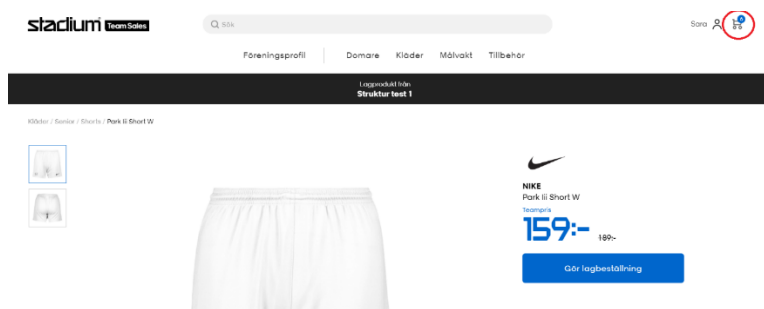 stadium Team Sales
Sök
Sara
Föreningsprofil
Domare
Kläder
Målvakt
Tillbehör
Lagprodukt från
Struktur test 1
Kläder / Senior / Shorts / Park Iii Short W
NIKE
Park Iii Short W
Teampris
159:- 189:-
Gör lagbeställning